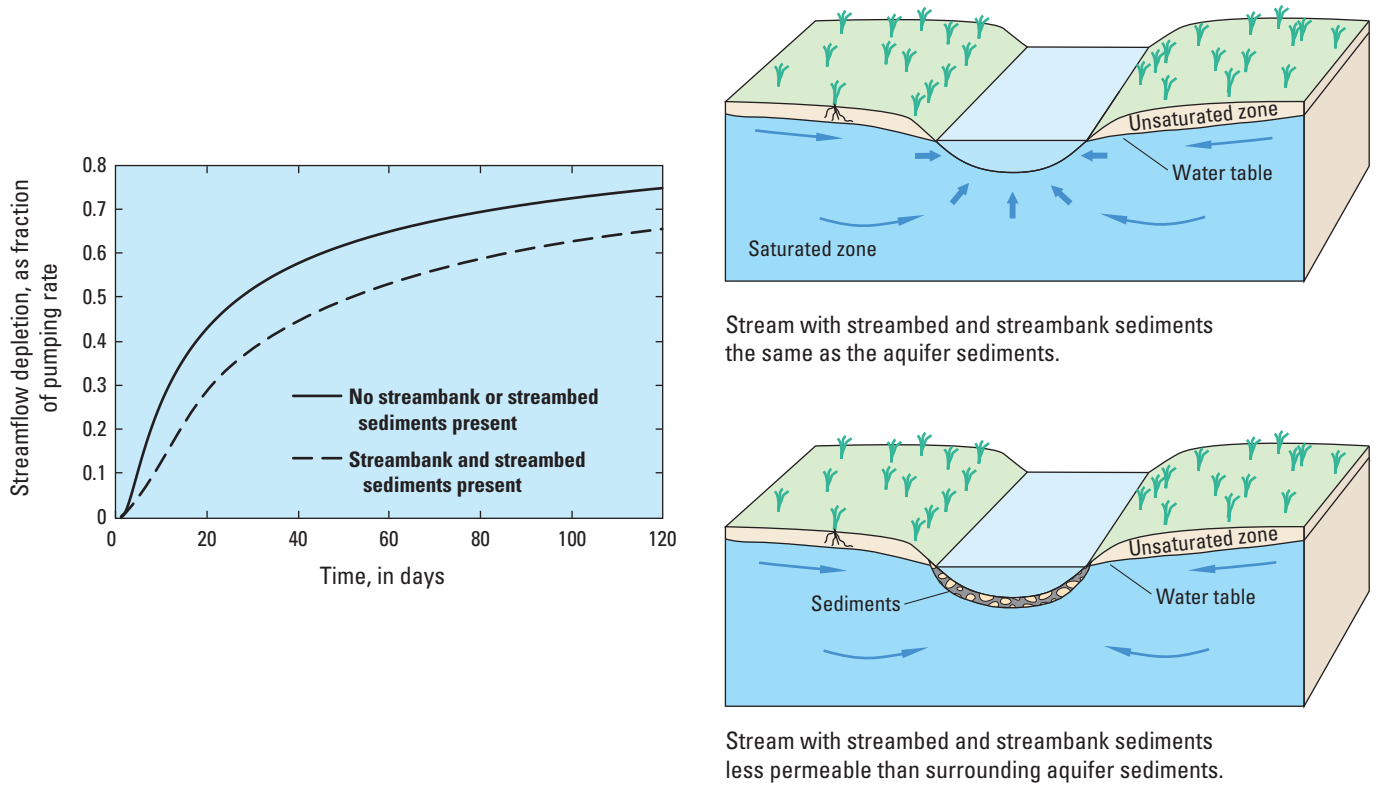 Streamflow depletion, as fraction
of pumping rate
0.8
0.7
0.6
0.5
0.4
0.3
0.2
0.1
0
0 20 40 60 80 100 120
Time, in days
No streambank or streambed
sediments present
Streambank and streambed
sediments present
Unsaturated zone
Water table
Saturated zone
Stream with streambed and streambank sediments
the same as the aquifer sediments.
Unsaturated zone
Sediments
Water table
Stream with streambed and streambank sediments
less permeable than surrounding aquifer sediments.